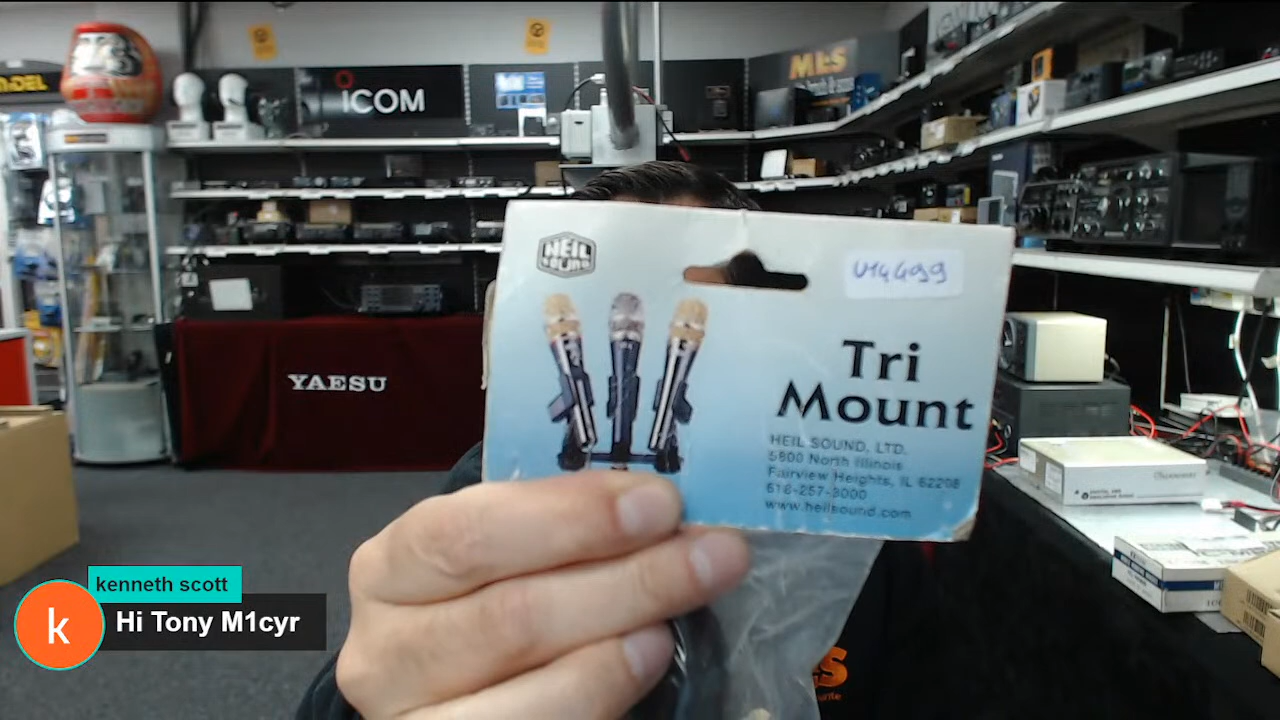 ICOM
MLS
YAESU
HEIL
SOUND
U14499
Tri
Mount
HEIL SOUND, LTD.
5800 North Illinois
Fairview Heights, IL 62208
618-257-3000
www.heilsound.com
kenneth scott
k
Hi Tony M1cyr